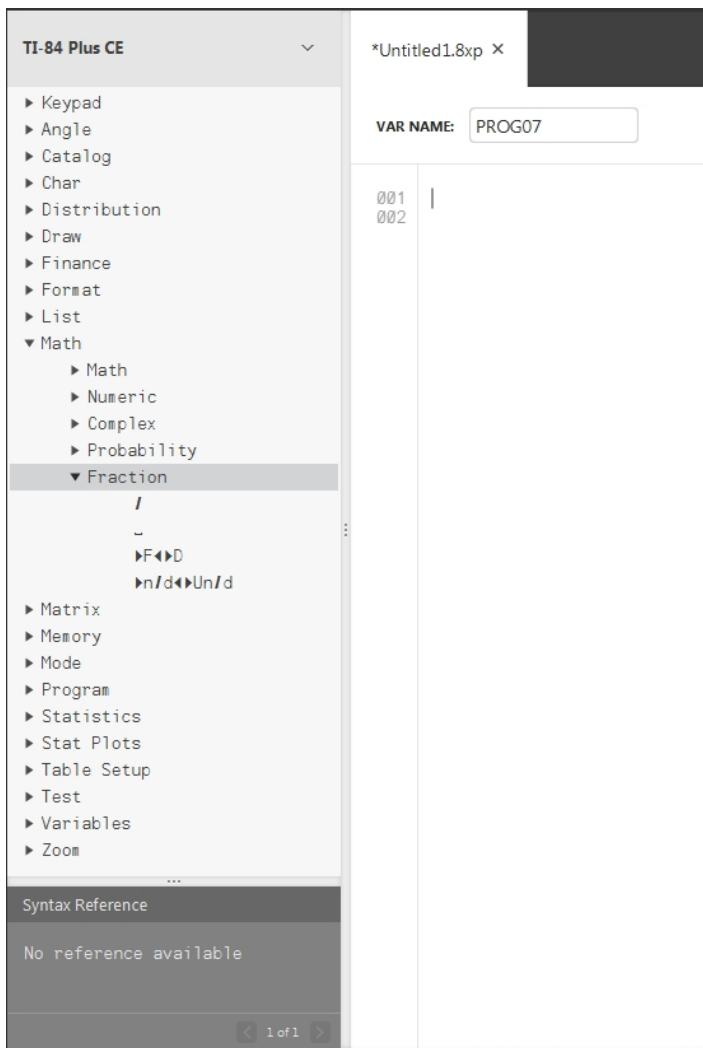 TI-84 Plus CE
*Untitled1.8xp ×
VAR NAME: PROG07
001
002
▶ Keypad
▶ Angle
▶ Catalog
▶ Char
▶ Distribution
▶ Draw
▶ Finance
▶ Format
▶ List
▼ Math
▶ Math
▶ Numeric
▶ Complex
▶ Probability
▼ Fraction
/
⎵
▶F◀▶D
▶n/d◀▶Un/d
▶ Matrix
▶ Memory
▶ Mode
▶ Program
▶ Statistics
▶ Stat Plots
▶ Table Setup
▶ Test
▶ Variables
▶ Zoom
Syntax Reference
No reference available
< 1 of 1 >